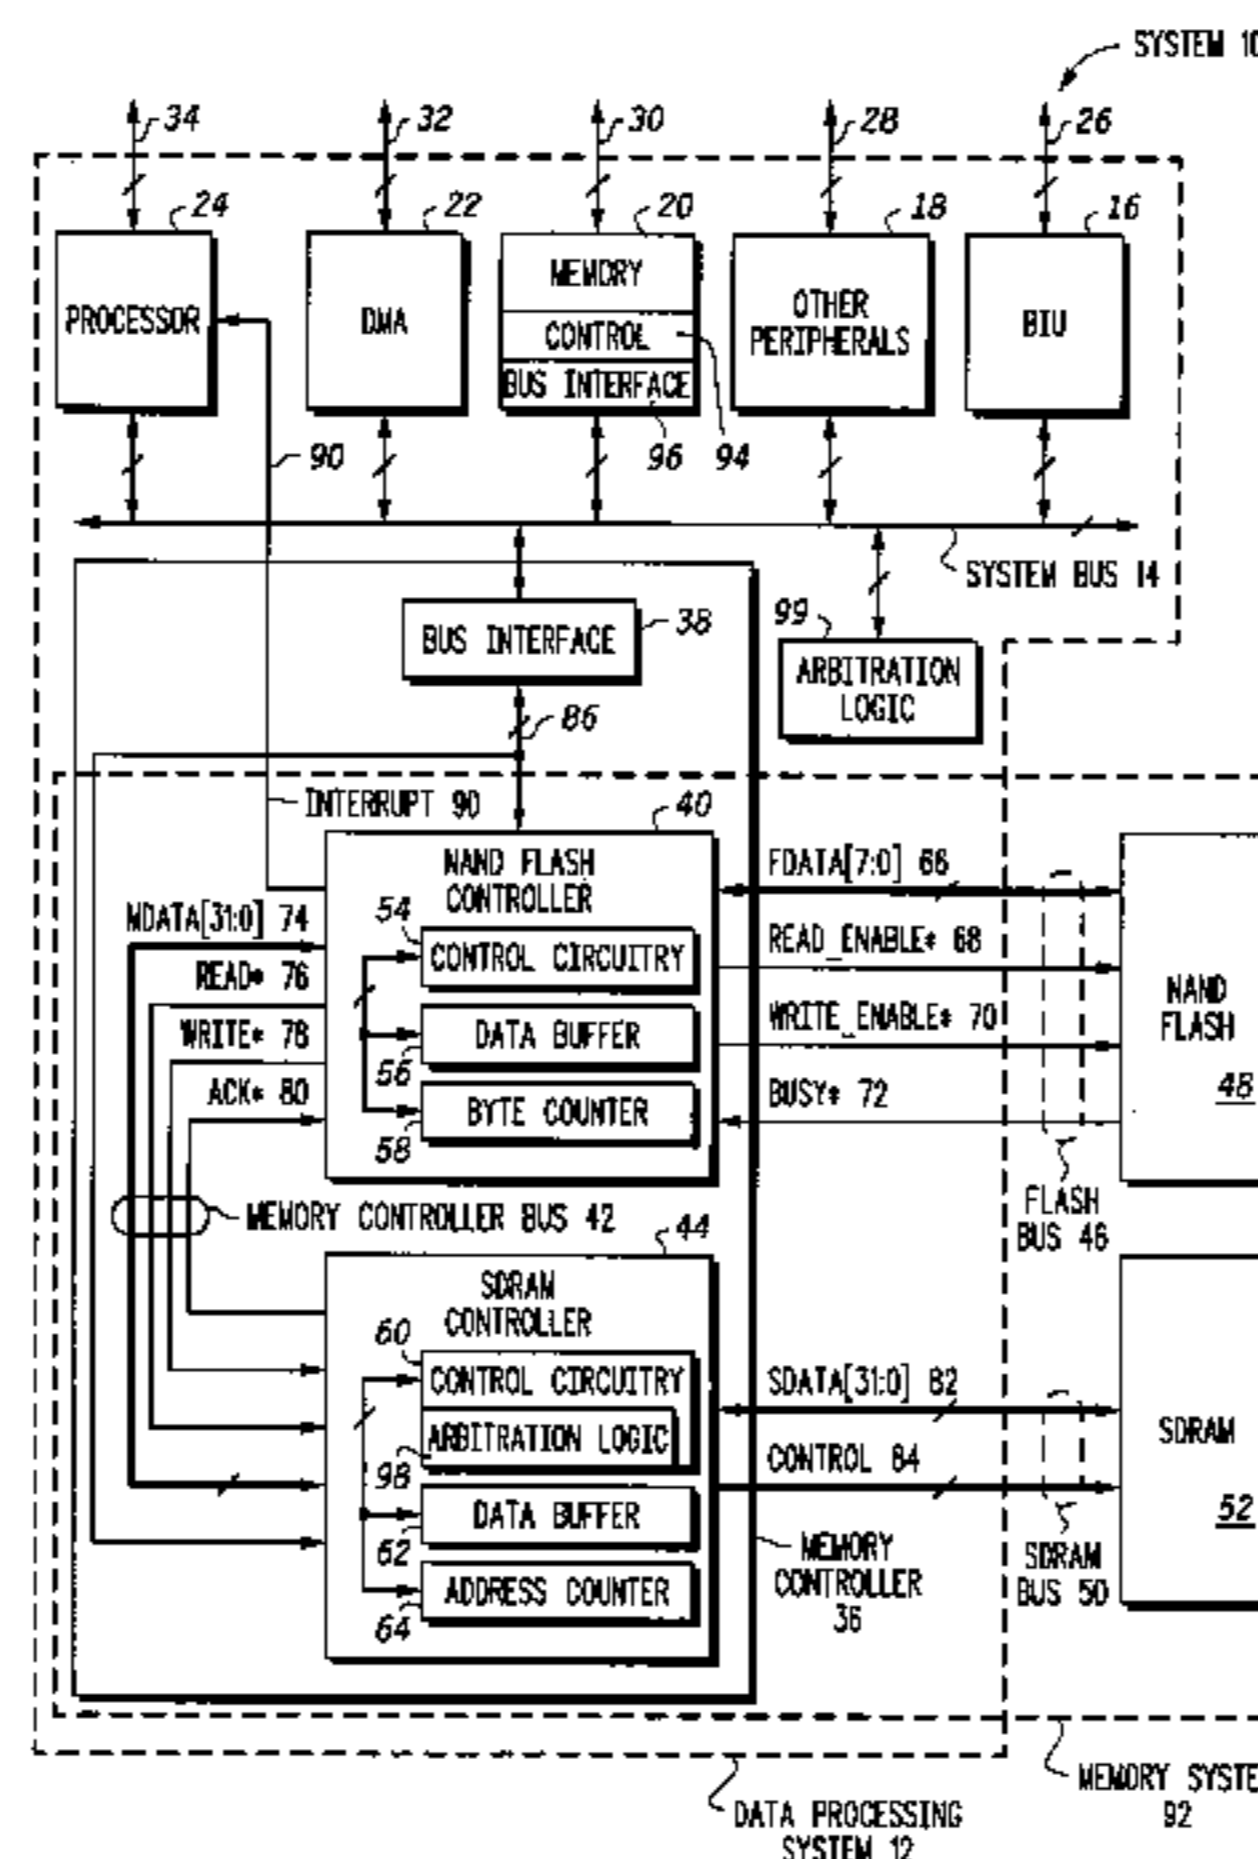 SYSTEM 10
34
32
30
28
26
24
22
20
18
16
PROCESSOR
DMA
MEMORY
CONTROL
BUS INTERFACE
OTHER
PERIPHERALS
BIU
90
96
94
SYSTEM BUS 14
BUS INTERFACE
38
99
ARBITRATION
LOGIC
86
INTERRUPT 90
40
NAND FLASH
CONTROLLER
54
CONTROL CIRCUITRY
DATA BUFFER
56
BYTE COUNTER
58
MDATA[31:0] 74
READ* 76
WRITE* 78
ACK* 80
FDATA[7:0] 66
READ_ENABLE* 68
WRITE_ENABLE* 70
BUSY* 72
NAND
FLASH
48
FLASH
BUS 46
MEMORY CONTROLLER BUS 42
44
SDRAM
CONTROLLER
60
CONTROL CIRCUITRY
ARBITRATION LOGIC
98
DATA BUFFER
62
ADDRESS COUNTER
64
SDATA[31:0] 82
CONTROL 84
SDRAM
52
SDRAM
BUS 50
MEMORY
CONTROLLER
36
MEMORY SYSTE
92
DATA PROCESSING
SYSTEM 12